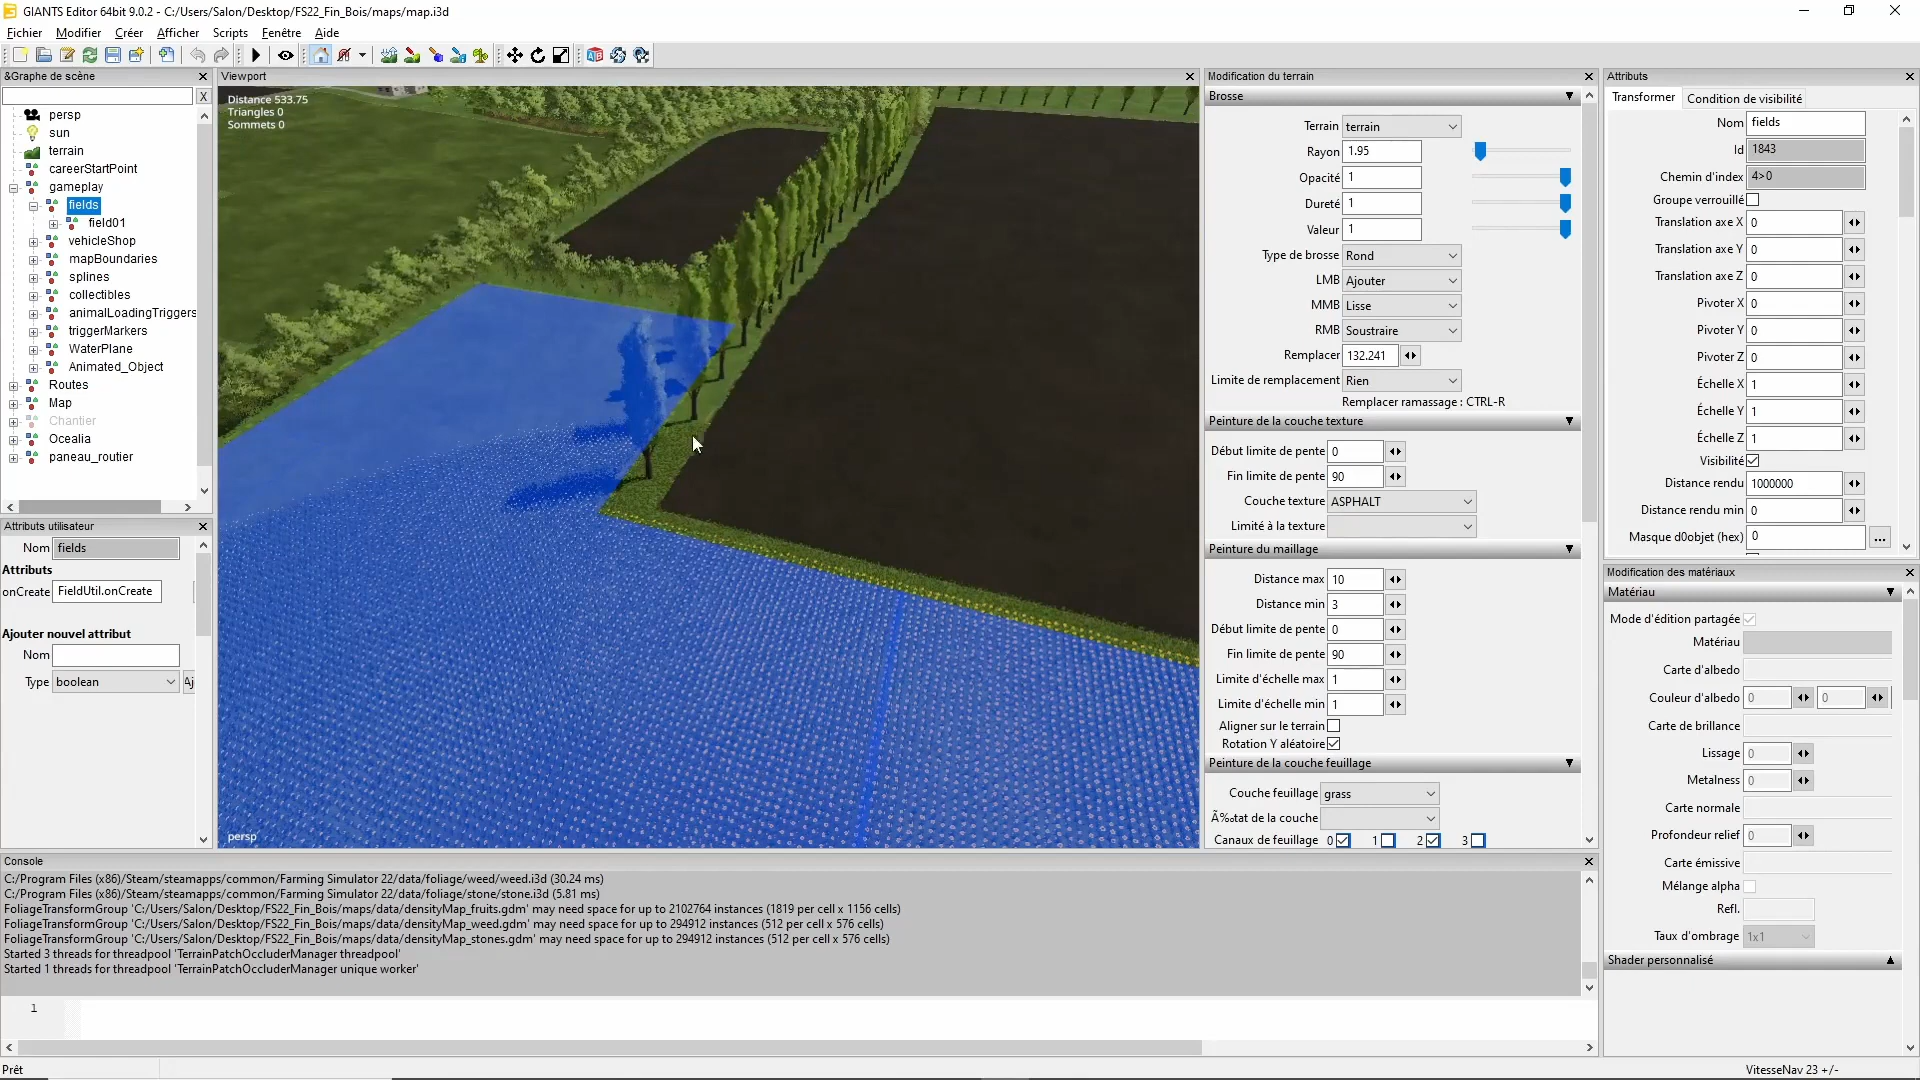 GIANTS Editor 64bit 9.0.2 - C:/Users/Salon/Desktop/FS22_Fin_Bois/maps/map.i3d
Fichier Modifier Créer Afficher Scripts Fenêtre Aide
&Graphe de scène
X
persp
sun
terrain
careerStartPoint
gameplay
fields
field01
vehicleShop
mapBoundaries
splines
collectibles
animalLoadingTriggers
triggerMarkers
WaterPlane
Animated_Object
Routes
Map
Chantier
Ocealia
paneau_routier
Attributs utilisateur
Nom fields
Attributs
onCreate FieldUtil.onCreate
Ajouter nouvel attribut
Nom
Type boolean Aj
Viewport
Distance 533.75
Triangles 0
Sommets 0
persp
Modification du terrain
Brosse
Terrain terrain
Rayon 1.95
Opacité 1
Dureté 1
Valeur 1
Type de brosse Rond
LMB Ajouter
MMB Lisse
RMB Soustraire
Remplacer 132.241
Limite de remplacement Rien
Remplacer ramassage : CTRL-R
Peinture de la couche texture
Début limite de pente 0
Fin limite de pente 90
Couche texture ASPHALT
Limité à la texture
Peinture du maillage
Distance max 10
Distance min 3
Début limite de pente 0
Fin limite de pente 90
Limite d'échelle max 1
Limite d'échelle min 1
Aligner sur le terrain
Rotation Y aléatoire
Peinture de la couche feuillage
Couche feuillage grass
Ã‰tat de la couche
Canaux de feuillage 0 1 2 3
Attributs
Transformer Condition de visibilité
Nom fields
Id 1843
Chemin d'index 4>0
Groupe verrouillé
Translation axe X 0
Translation axe Y 0
Translation axe Z 0
Pivoter X 0
Pivoter Y 0
Pivoter Z 0
Échelle X 1
Échelle Y 1
Échelle Z 1
Visibilité
Distance rendu 1000000
Distance rendu min 0
Masque d0objet (hex) 0 ...
Modification des matériaux
Matériau
Mode d'édition partagée
Matériau
Carte d'albedo
Couleur d'albedo 0 0
Carte de brillance
Lissage 0
Metalness 0
Carte normale
Profondeur relief 0
Carte émissive
Mélange alpha
Refl.
Taux d'ombrage 1x1
Shader personnalisé
Console
C:/Program Files (x86)/Steam/steamapps/common/Farming Simulator 22/data/foliage/weed/weed.i3d (30.24 ms)
C:/Program Files (x86)/Steam/steamapps/common/Farming Simulator 22/data/foliage/stone/stone.i3d (5.81 ms)
FoliageTransformGroup 'C:/Users/Salon/Desktop/FS22_Fin_Bois/maps/data/densityMap_fruits.gdm' may need space for up to 2102764 instances (1819 per cell x 1156 cells)
FoliageTransformGroup 'C:/Users/Salon/Desktop/FS22_Fin_Bois/maps/data/densityMap_weed.gdm' may need space for up to 294912 instances (512 per cell x 576 cells)
FoliageTransformGroup 'C:/Users/Salon/Desktop/FS22_Fin_Bois/maps/data/densityMap_stones.gdm' may need space for up to 294912 instances (512 per cell x 576 cells)
Started 3 threads for threadpool 'TerrainPatchOccluderManager threadpool'
Started 1 threads for threadpool 'TerrainPatchOccluderManager unique worker'
1
Prêt
VitesseNav 23 +/-